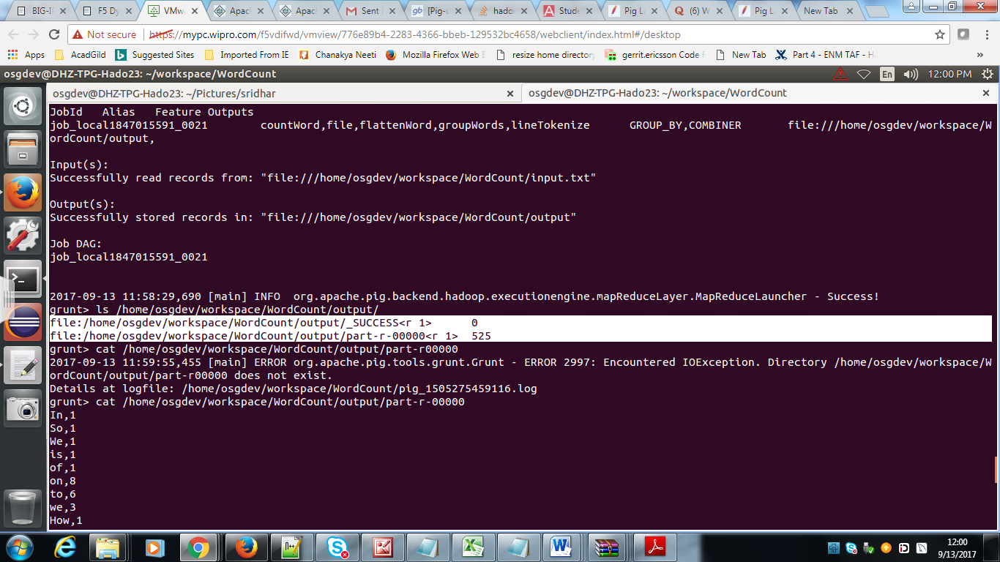 BIG-IP
F5 Dy
VMwa
Apach
Apach
Sent M
[Pig-u
hadoo
Stude
Pig La
(6) W
Pig La
New Tab
Not secure
https://mypc.wipro.com/f5vdifwd/vmview/776e89b4-2283-4366-bbeb-129532bc4658/webclient/index.html#/desktop
Apps
AcadGild
Suggested Sites
Imported From IE
Chanakya Neeti
Mozilla Firefox Web
resize home directory
gerrit.ericsson Code
New Tab
Part 4 - ENM TAF -
»
osgdev@DHZ-TPG-Hado23: ~/workspace/WordCount
En
12:00 PM
osgdev@DHZ-TPG-Hado23: ~/Pictures/sridhar
osgdev@DHZ-TPG-Hado23: ~/workspace/WordCount
JobId Alias Feature Outputs
job_local1847015591_0021 countWord,file,flattenWord,groupWords,lineTokenize GROUP_BY,COMBINER file:///home/osgdev/workspace/W
ordCount/output,
Input(s):
Successfully read records from: "file:///home/osgdev/workspace/WordCount/input.txt"
Output(s):
Successfully stored records in: "file:///home/osgdev/workspace/WordCount/output"
Job DAG:
job_local1847015591_0021
2017-09-13 11:58:29,690 [main] INFO org.apache.pig.backend.hadoop.executionengine.mapReduceLayer.MapReduceLauncher - Success!
grunt> ls /home/osgdev/workspace/WordCount/output/
file:/home/osgdev/workspace/WordCount/output/_SUCCESS<r 1> 0
file:/home/osgdev/workspace/WordCount/output/part-r-00000<r 1> 525
grunt> cat /home/osgdev/workspace/WordCount/output/part-r00000
2017-09-13 11:59:55,455 [main] ERROR org.apache.pig.tools.grunt.Grunt - ERROR 2997: Encountered IOException. Directory /home/osgdev/workspace/W
ordCount/output/part-r00000 does not exist.
Details at logfile: /home/osgdev/workspace/WordCount/pig_1505275459116.log
grunt> cat /home/osgdev/workspace/WordCount/output/part-r-00000
In,1
So,1
We,1
is,1
of,1
on,8
to,6
we,3
How,1
12:00
9/13/2017